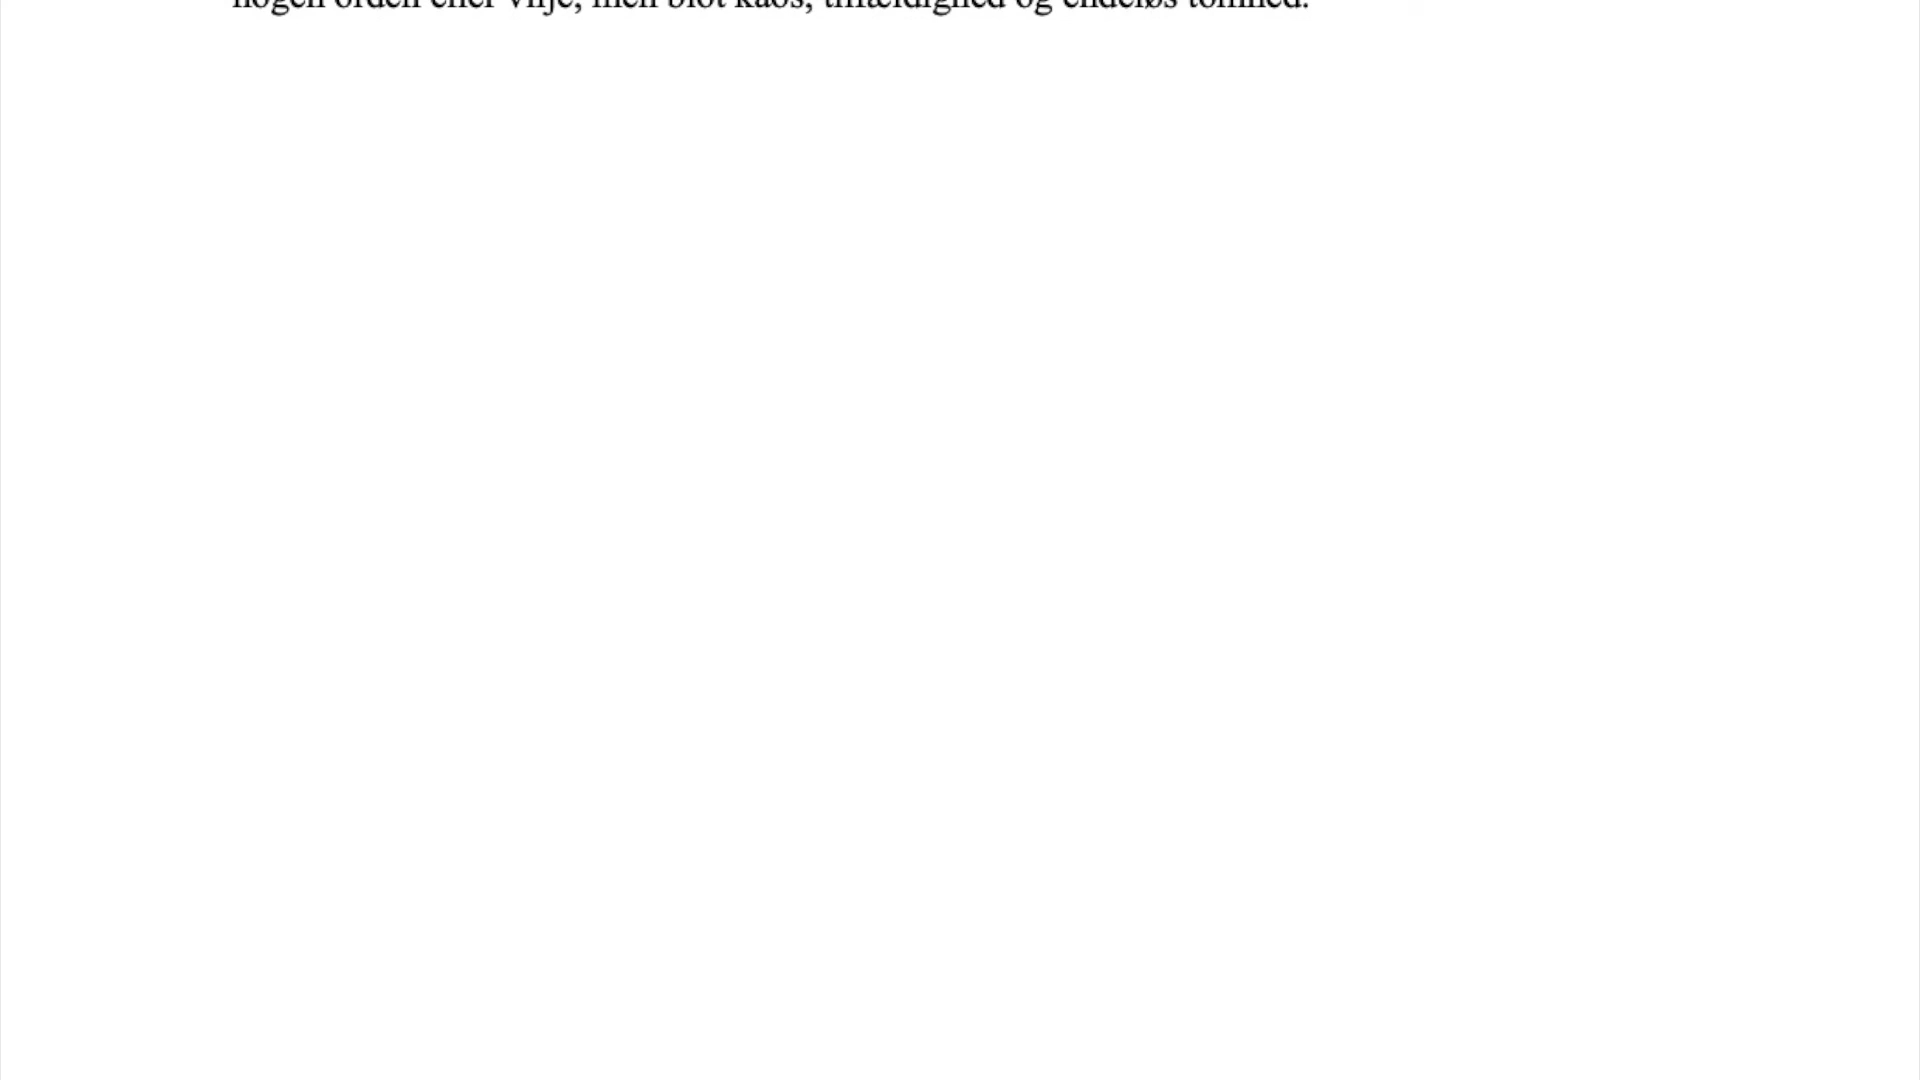 nogen orden eller vilje, men blot kaos, tilfældighed og endeløs tomhed.